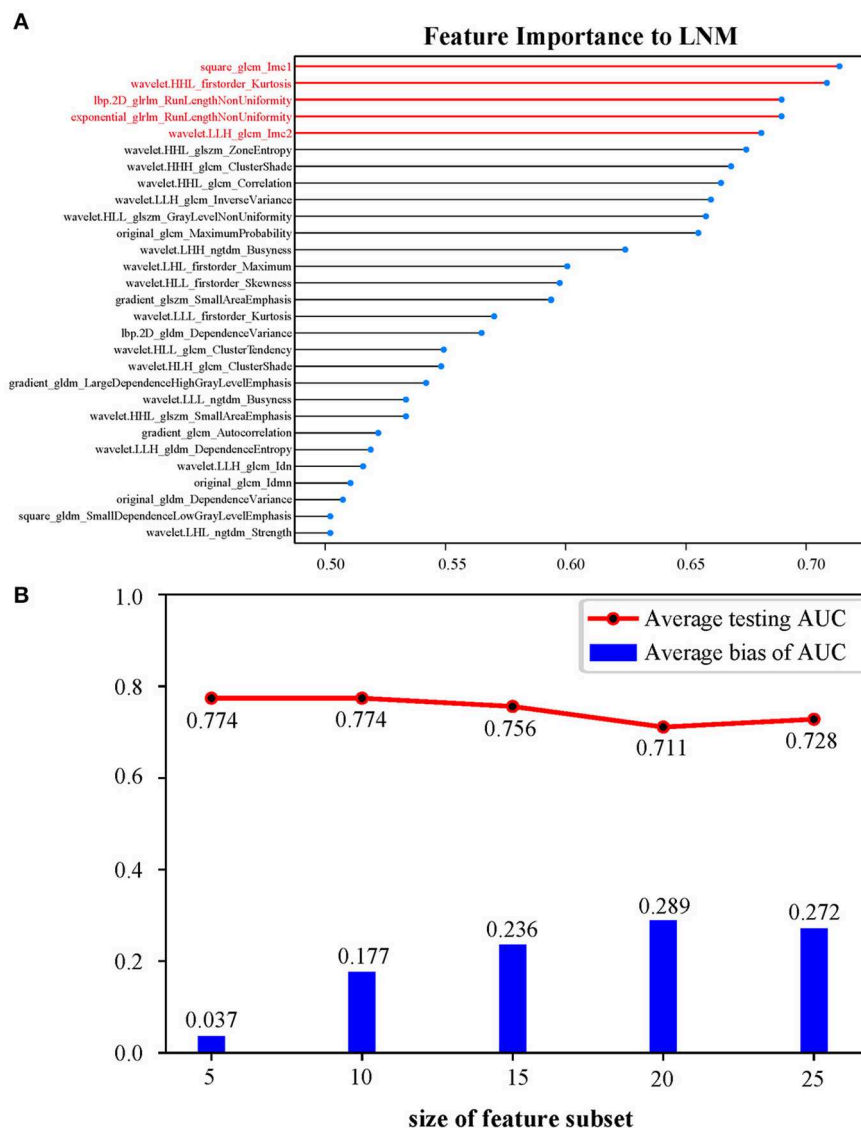 A
Feature Importance to LNM
square_glcm_Imc1
wavelet.HHL_firstorder_Kurtosis
lbp.2D_glrlm_RunLengthNonUniformity
exponential_glrlm_RunLengthNonUniformity
wavelet.LLH_glcm_Imc2
wavelet.HHL_glszm_ZoneEntropy
wavelet.HHH_glcm_ClusterShade
wavelet.HHL_glcm_Correlation
wavelet.LLH_glcm_InverseVariance
wavelet.HLL_glszm_GrayLevelNonUniformity
original_glcm_MaximumProbability
wavelet.LHH_ngtdm_Busyness
wavelet.LHL_firstorder_Maximum
wavelet.HLL_firstorder_Skewness
gradient_glszm_SmallAreaEmphasis
wavelet.LLL_firstorder_Kurtosis
lbp.2D_gldm_DependenceVariance
wavelet.HLL_glcm_ClusterTendency
wavelet.HLH_glcm_ClusterShade
gradient_gldm_LargeDependenceHighGrayLevelEmphasis
wavelet.LLL_ngtdm_Busyness
wavelet.HHL_glszm_SmallAreaEmphasis
gradient_glcm_Autocorrelation
wavelet.LLH_gldm_DependenceEntropy
wavelet.LLH_glcm_Idn
original_glcm_Idmn
original_gldm_DependenceVariance
square_gldm_SmallDependenceLowGrayLevelEmphasis
wavelet.LHL_ngtdm_Strength
0.50 0.55 0.60 0.65 0.70
B
1.0
Average testing AUC
Average bias of AUC
0.8
0.774 0.774 0.756 0.711 0.728
0.6
0.4
0.2
0.037 0.177 0.236 0.289 0.272
0.0
5 10 15 20 25
size of feature subset